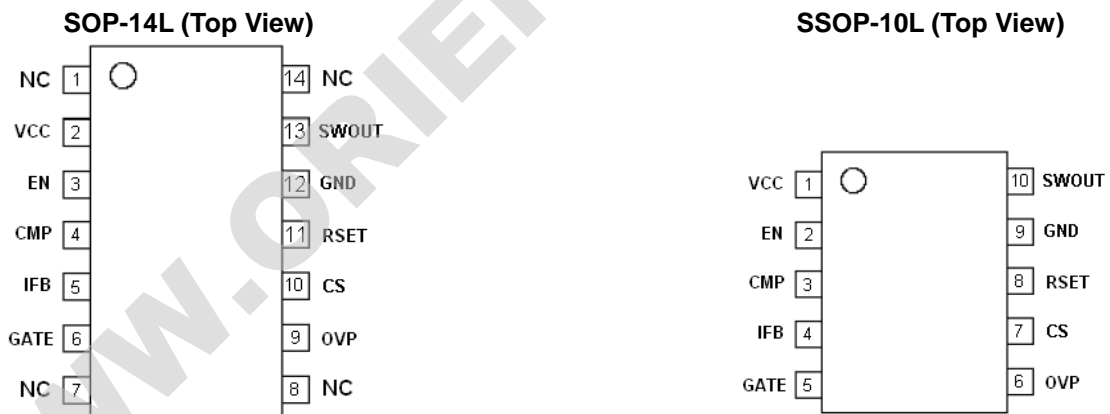 SOP-14L (Top View)
NC 1 14 NC
VCC 2 13 SWOUT
EN 3 12 GND
CMP 4 11 RSET
IFB 5 10 CS
GATE 6 9 OVP
NC 7 8 NC
SSOP-10L (Top View)
VCC 1 10 SWOUT
EN 2 9 GND
CMP 3 8 RSET
IFB 4 7 CS
GATE 5 6 OVP
WW.ORIE